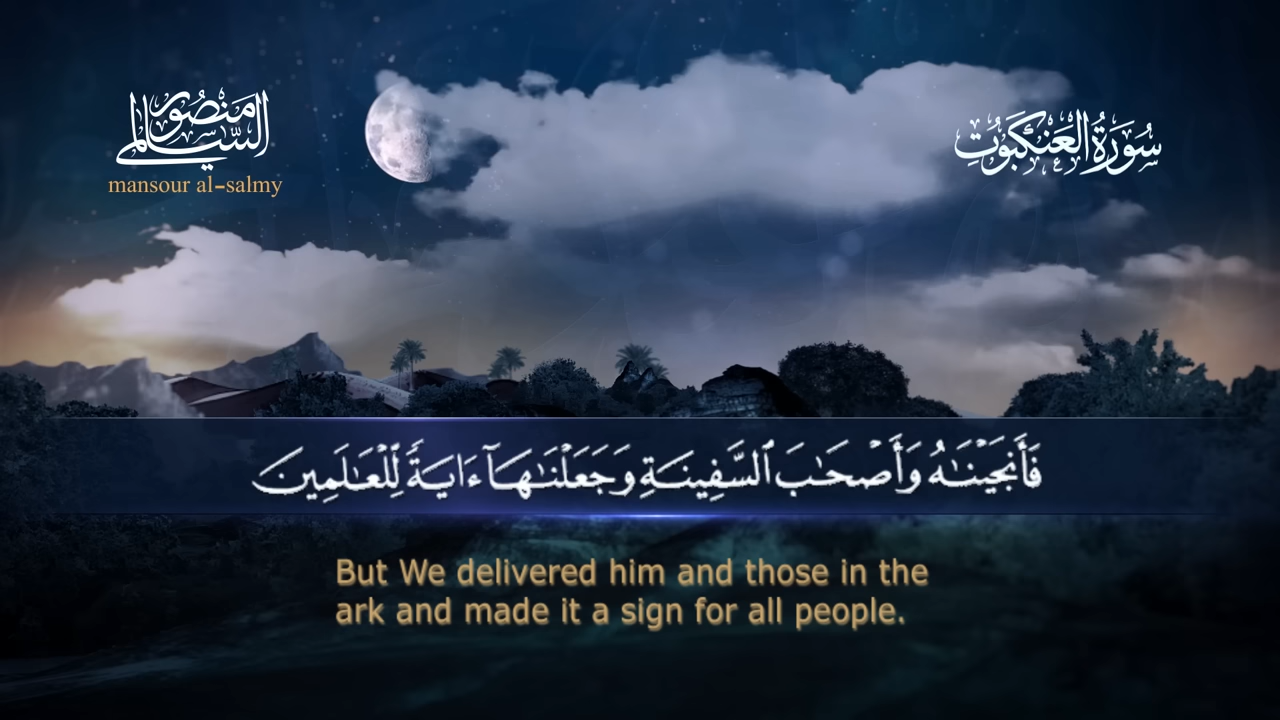 منصور السالمي
mansour al-salmy
سُورَةُ العَنكَبُوتِ
فَأَنجَيْنَٰهُ وَأَصْحَٰبَ ٱلسَّفِينَةِ وَجَعَلْنَٰهَآ ءَايَةً لِّلْعَٰلَمِينَ
But We delivered him and those in the
ark and made it a sign for all people.